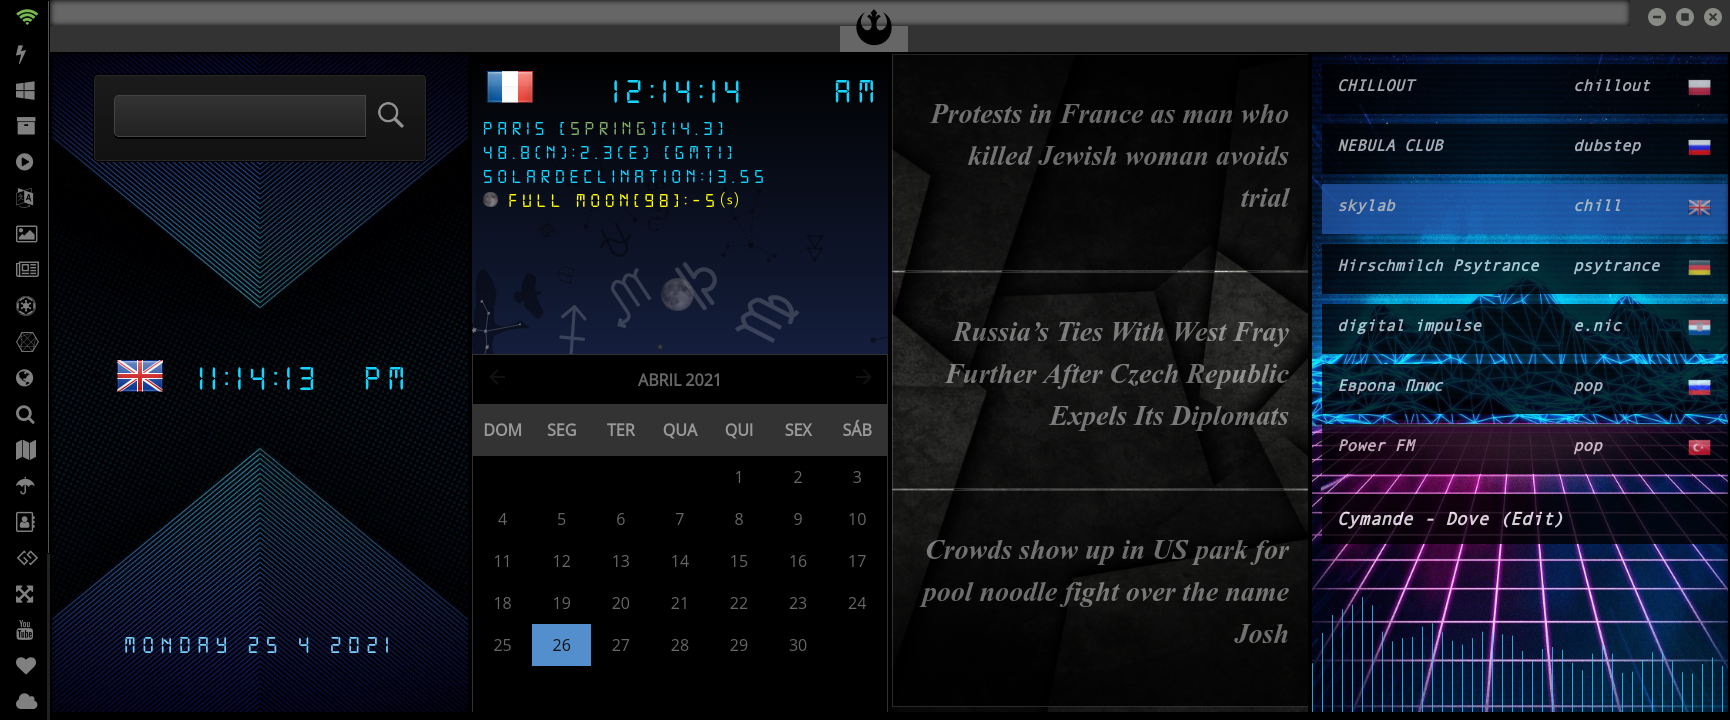 11:14:13 PM
MONDAY 25 4 2021
12:14:14 AM
PARIS [SPRING][14.3]
48.8(N):2.3(E) [GMT1]
SOLARDECLINATION:13.55
FULL MOON[98]:-5(s)
ABRIL 2021
DOM SEG TER QUA QUI SEX SÁB
1 2 3
4 5 6 7 8 9 10
11 12 13 14 15 16 17
18 19 20 21 22 23 24
25 26 27 28 29 30
Protests in France as man who
killed Jewish woman avoids
trial
Russia’s Ties With West Fray
Further After Czech Republic
Expels Its Diplomats
Crowds show up in US park for
pool noodle fight over the name
Josh
CHILLOUT chillout
NEBULA CLUB dubstep
skylab chill
Hirschmilch Psytrance psytrance
digital impulse e.nic
Европа Плюс pop
Power FM pop
Cymande - Dove (Edit)
You
Tube